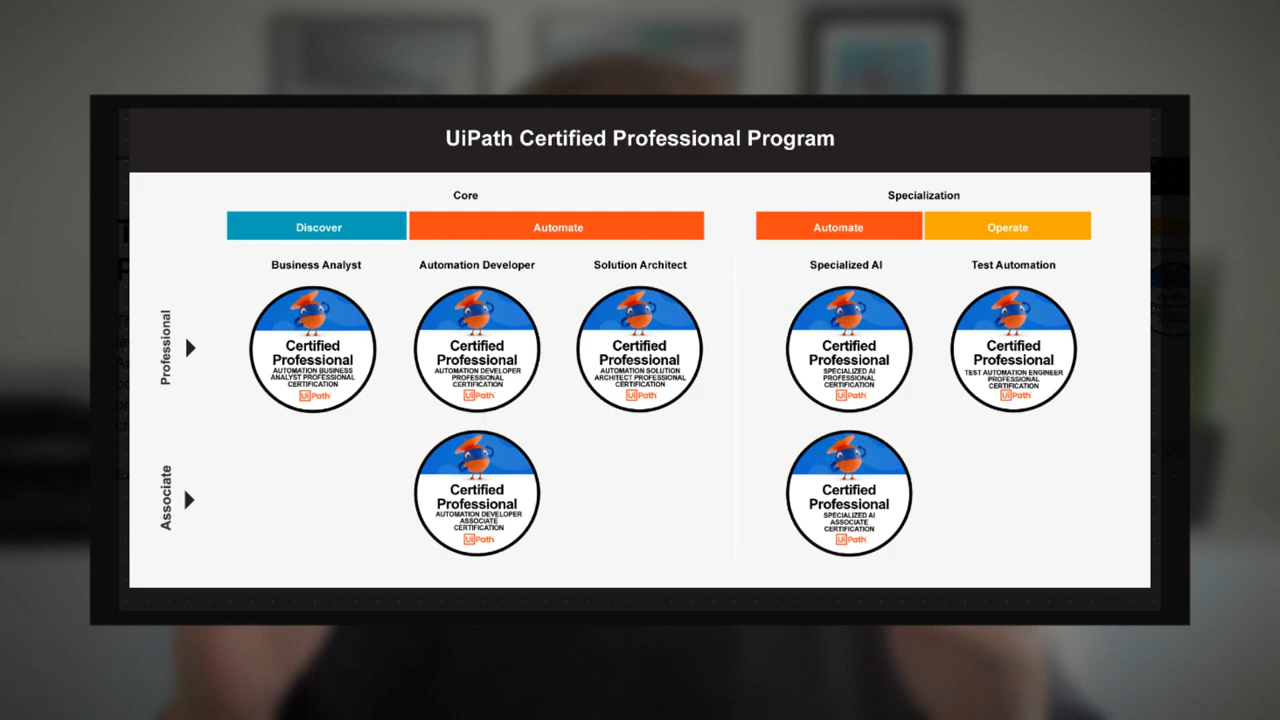 UiPath Certified Professional Program
Core
Specialization
Discover
Automate
Automate
Operate
Business Analyst
Automation Developer
Solution Architect
Specialized AI
Test Automation
Professional
Certified
Professional
AUTOMATION BUSINESS
ANALYST PROFESSIONAL
CERTIFICATION
UiPath
Certified
Professional
AUTOMATION DEVELOPER
PROFESSIONAL
CERTIFICATION
UiPath
Certified
Professional
AUTOMATION SOLUTION
ARCHITECT PROFESSIONAL
CERTIFICATION
UiPath
Certified
Professional
SPECIALIZED AI
PROFESSIONAL
CERTIFICATION
UiPath
Certified
Professional
TEST AUTOMATION ENGINEER
PROFESSIONAL
CERTIFICATION
UiPath
Associate
Certified
Professional
AUTOMATION DEVELOPER
ASSOCIATE
CERTIFICATION
UiPath
Certified
Professional
SPECIALIZED AI
ASSOCIATE
CERTIFICATION
UiPath